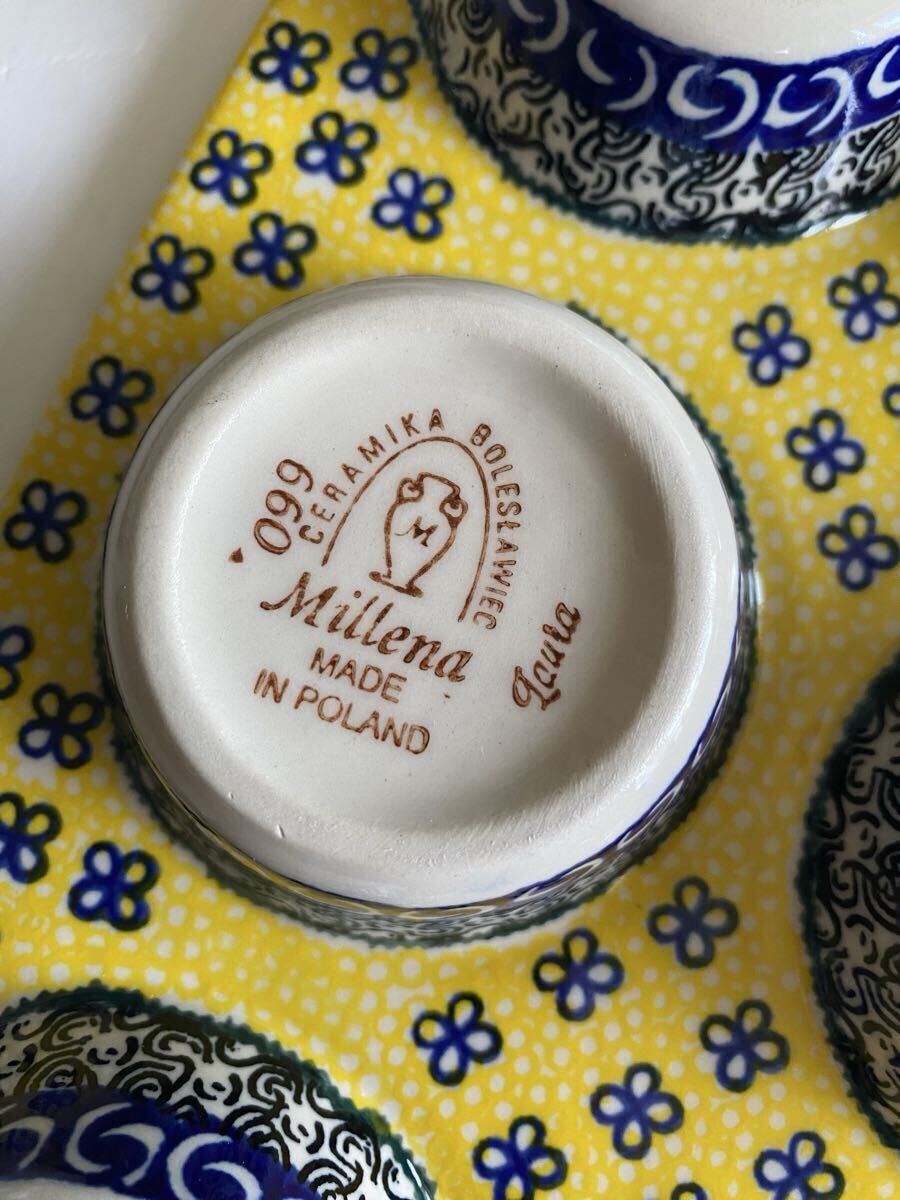 099
CERAMIKA BOLESŁAWIEC
M
Millena
MADE
IN POLAND
Laura